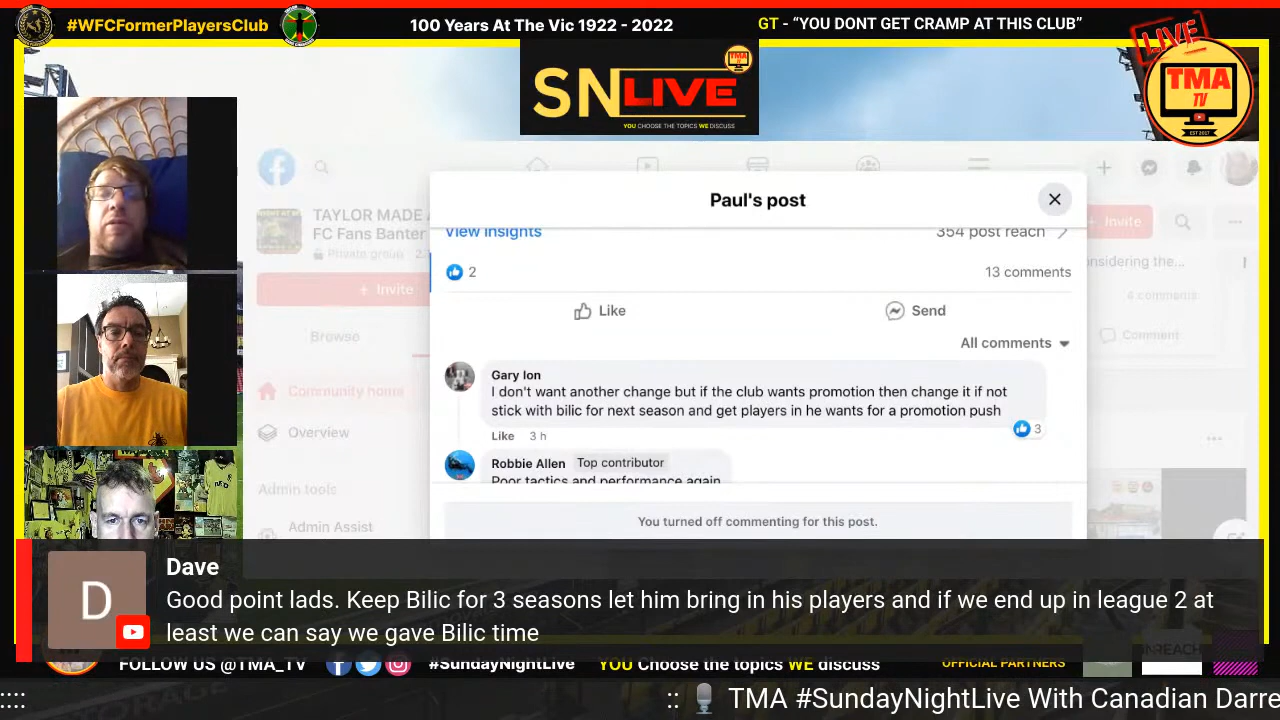 #WFCFormerPlayersClub
100 Years At The Vic 1922 - 2022
GT - “YOU DONT GET CRAMP AT THIS CLUB”
LIVE
TMA
TV
EST 2017
SNLIVE
YOU CHOOSE THE TOPICS WE DISCUSS
Paul's post
TAYLOR MADE
FC Fans Banter
Private group
Invite
Invite
View insights
354 post reach
nsidering the...
2
13 comments
6 comments
Like
Send
Comment
Browse
All comments
Community home
Gary Ion
I don't want another change but if the club wants promotion then change it if not
stick with bilic for next season and get players in he wants for a promotion push
3
Like 3 h
Overview
Robbie Allen Top contributor
Poor tactics and performance again
Admin tools
Admin Assist
You turned off commenting for this post.
D
Dave
Good point lads. Keep Bilic for 3 seasons let him bring in his players and if we end up in league 2 at
least we can say we gave Bilic time
FOLLOW US @TMA_TV
#SundayNightLive
YOU Choose the topics WE discuss
OFFICIAL PARTNERS
:::: :: TMA #SundayNightLive With Canadian Darre